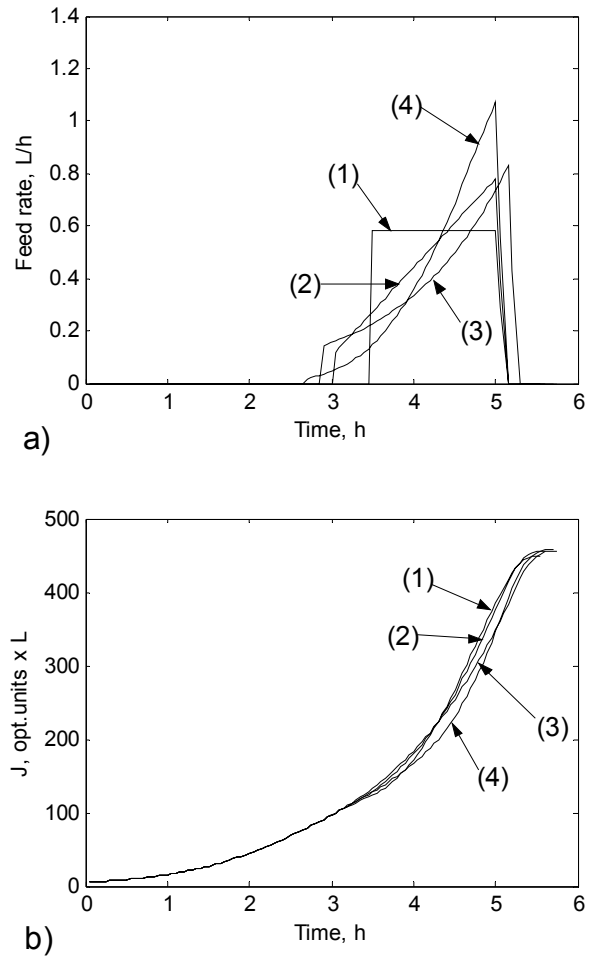 1.4
1.2
1
0.8
0.6
0.4
0.2
0
Feed rate, L/h
(4)
(1)
(2)
(3)
0 1 2 3 4 5 6
Time, h
a)
500
400
300
200
100
0
J, opt.units x L
(1)
(2)
(3)
(4)
0 1 2 3 4 5 6
Time, h
b)